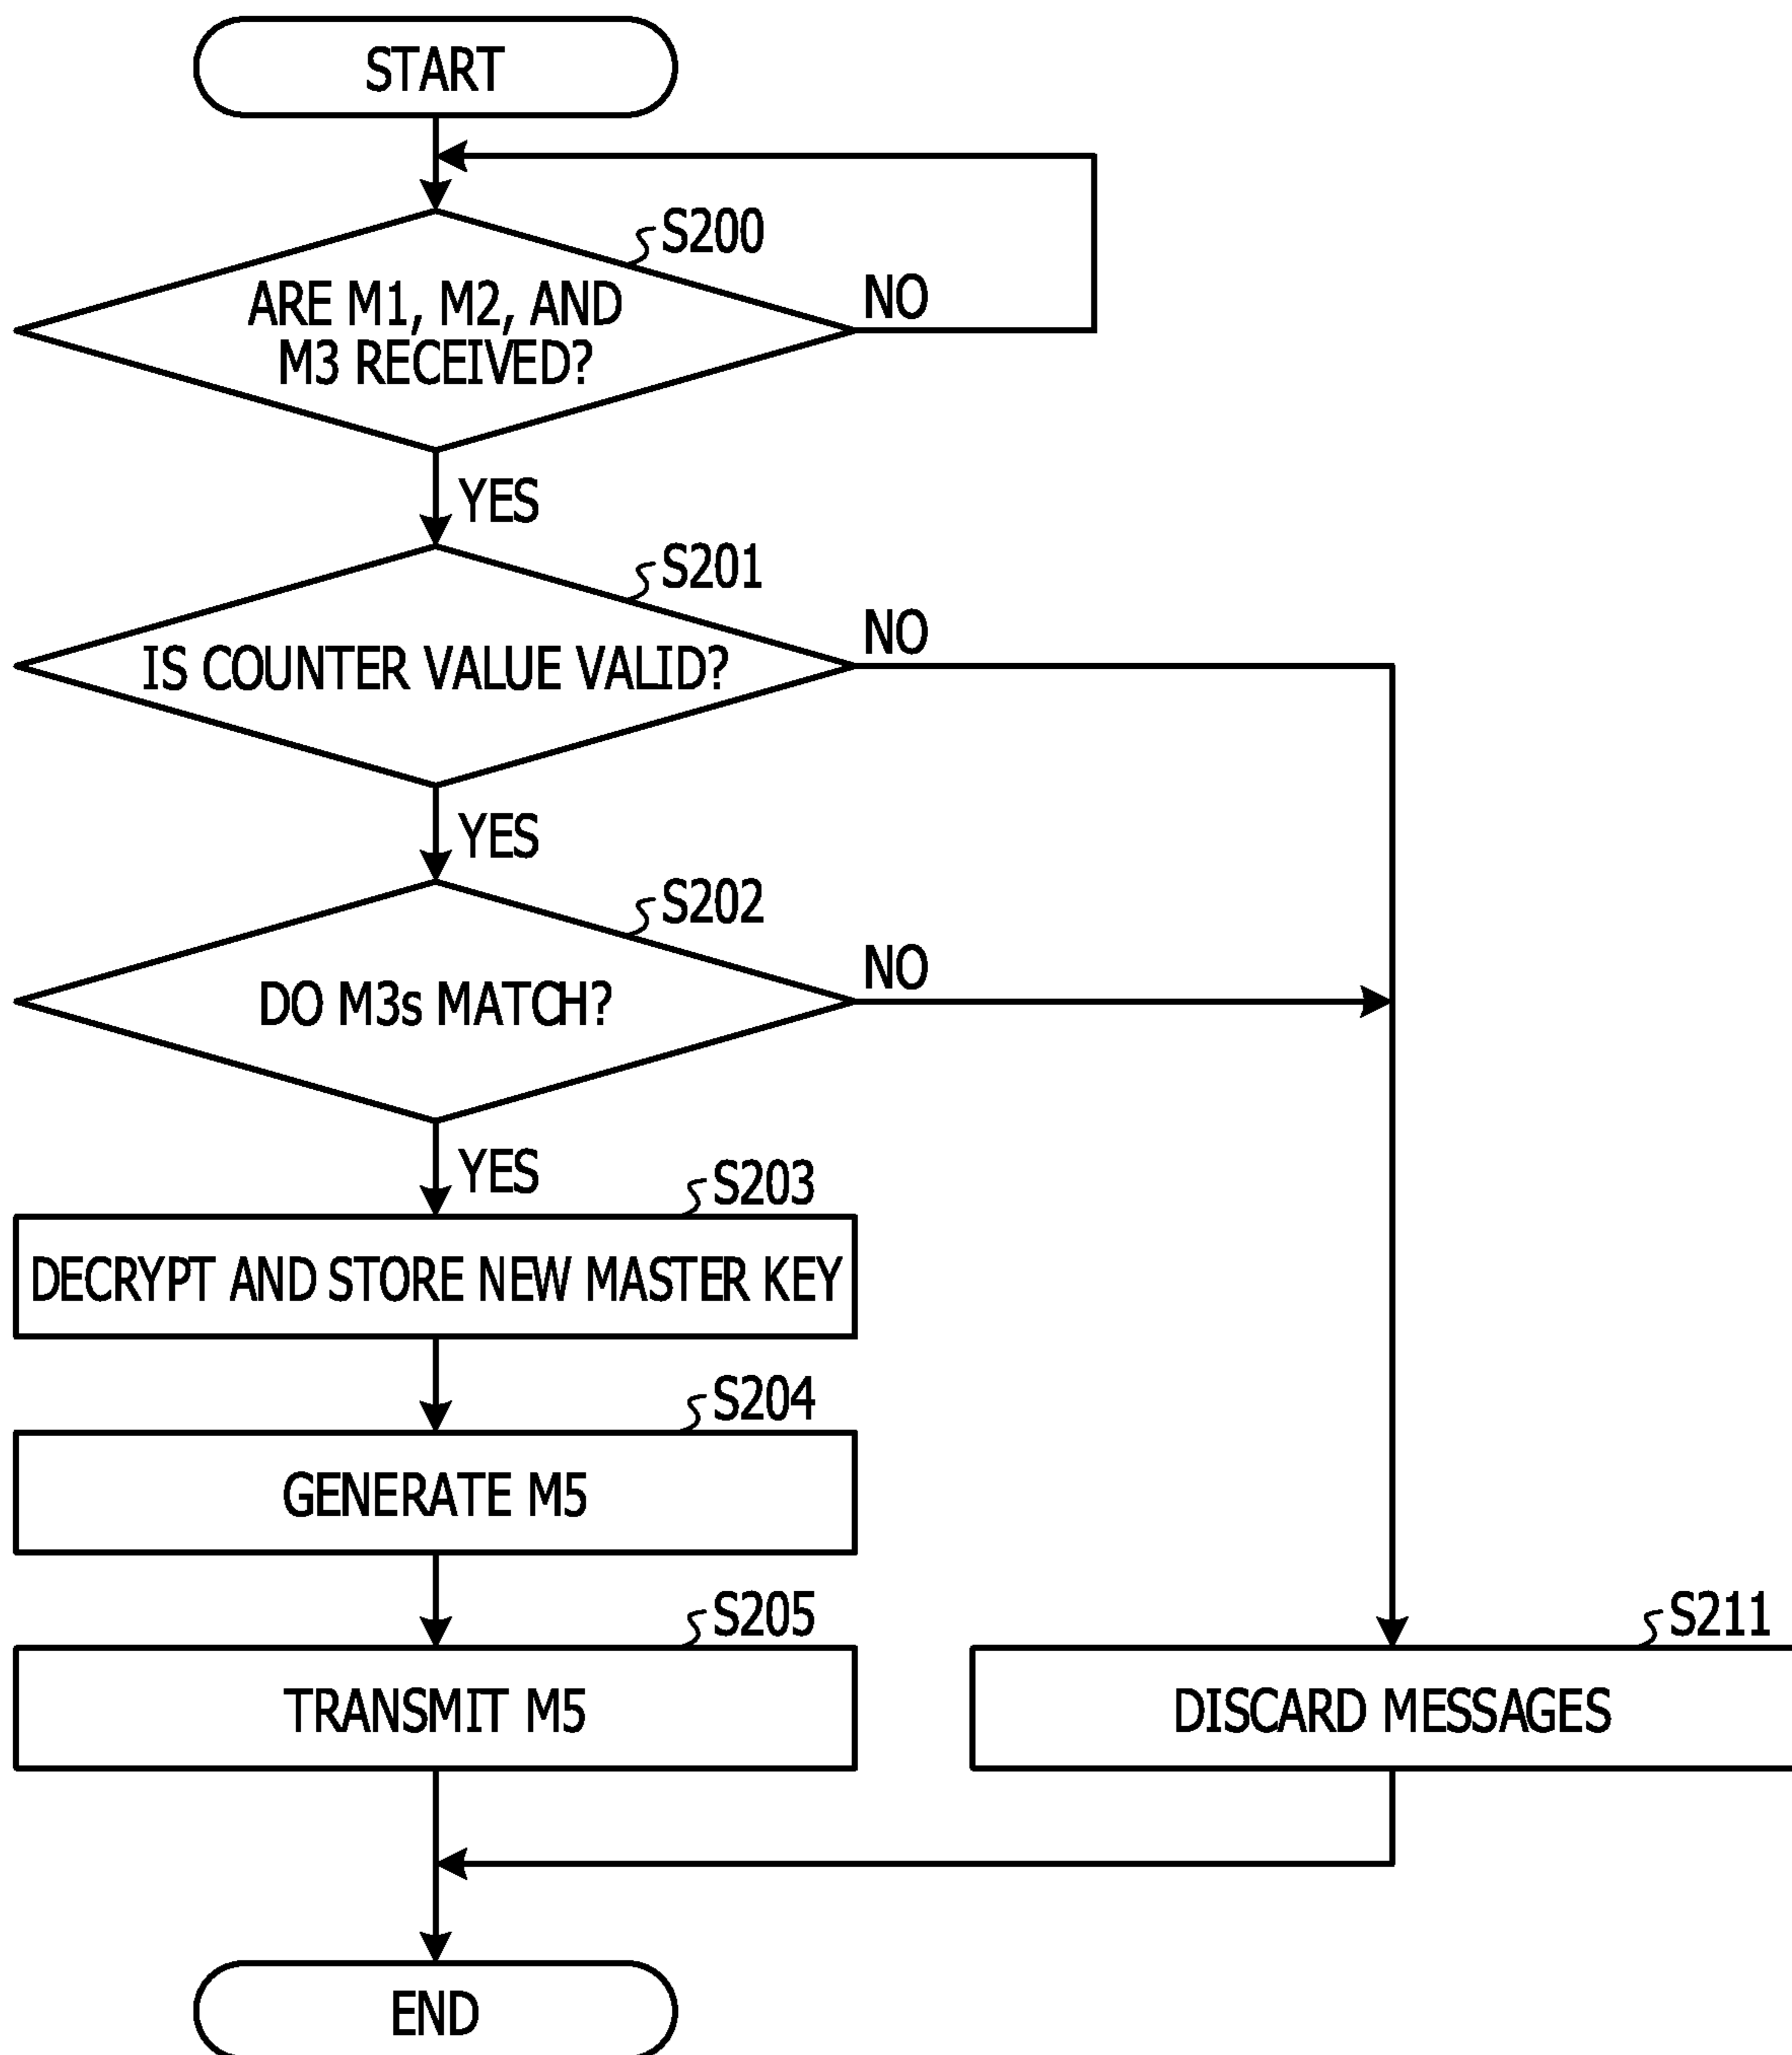 START
S200
ARE M1, M2, AND
M3 RECEIVED?
NO
YES
S201
IS COUNTER VALUE VALID?
NO
YES
S202
DO M3s MATCH?
NO
YES
S203
DECRYPT AND STORE NEW MASTER KEY
S204
GENERATE M5
S205
TRANSMIT M5
S211
DISCARD MESSAGES
END